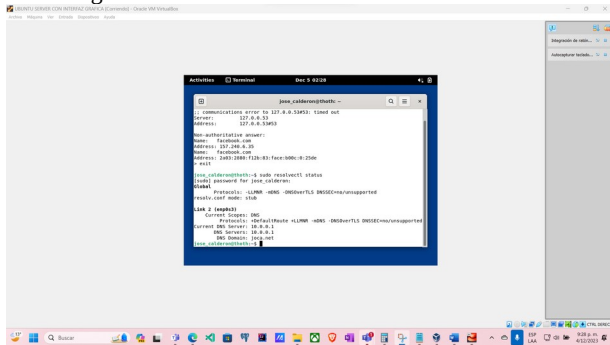 UBUNTU SERVER CON INTERFAZ GRAFICA [Corriendo] - Oracle VM VirtualBox
Archivo Máquina Ver Entrada Dispositivos Ayuda
Integración de ratón...
Autocapturar teclado...
Activities Terminal Dec 5 02:28
jose_calderon@thoth: ~
;; communications error to 127.0.0.53#53: timed out
Server: 127.0.0.53
Address: 127.0.0.53#53
Non-authoritative answer:
Name: facebook.com
Address: 157.240.6.35
Name: facebook.com
Address: 2a03:2880:f12b:83:face:b00c:0:25de
> exit
jose_calderon@thoth:~$ sudo resolvectl status
[sudo] password for jose_calderon:
Global
Protocols: -LLMNR -mDNS -DNSOverTLS DNSSEC=no/unsupported
resolv.conf mode: stub
Link 2 (enp0s3)
Current Scopes: DNS
Protocols: +DefaultRoute +LLMNR -mDNS -DNSOverTLS DNSSEC=no/unsupported
Current DNS Server: 10.0.0.1
DNS Servers: 10.0.0.1
DNS Domain: joca.net
jose_calderon@thoth:~$
CTRL DEREC
Buscar
ESP
LAA
9:28 p. m.
4/12/2023